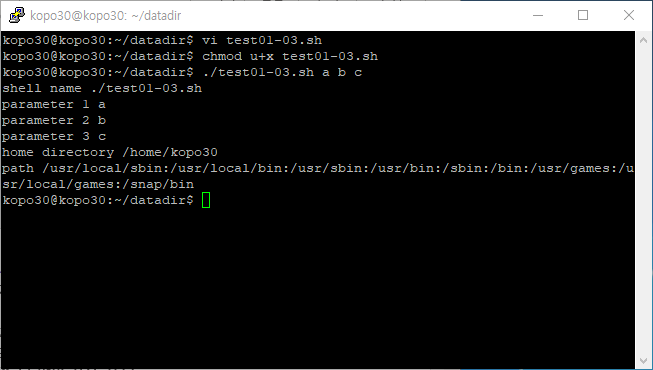 kopo30@kopo30: ~/datadir
kopo30@kopo30:~/datadir$ vi test01-03.sh
kopo30@kopo30:~/datadir$ chmod u+x test01-03.sh
kopo30@kopo30:~/datadir$ ./test01-03.sh a b c
shell name ./test01-03.sh
parameter 1 a
parameter 2 b
parameter 3 c
home directory /home/kopo30
path /usr/local/sbin:/usr/local/bin:/usr/sbin:/usr/bin:/sbin:/bin:/usr/games:/u
sr/local/games:/snap/bin
kopo30@kopo30:~/datadir$